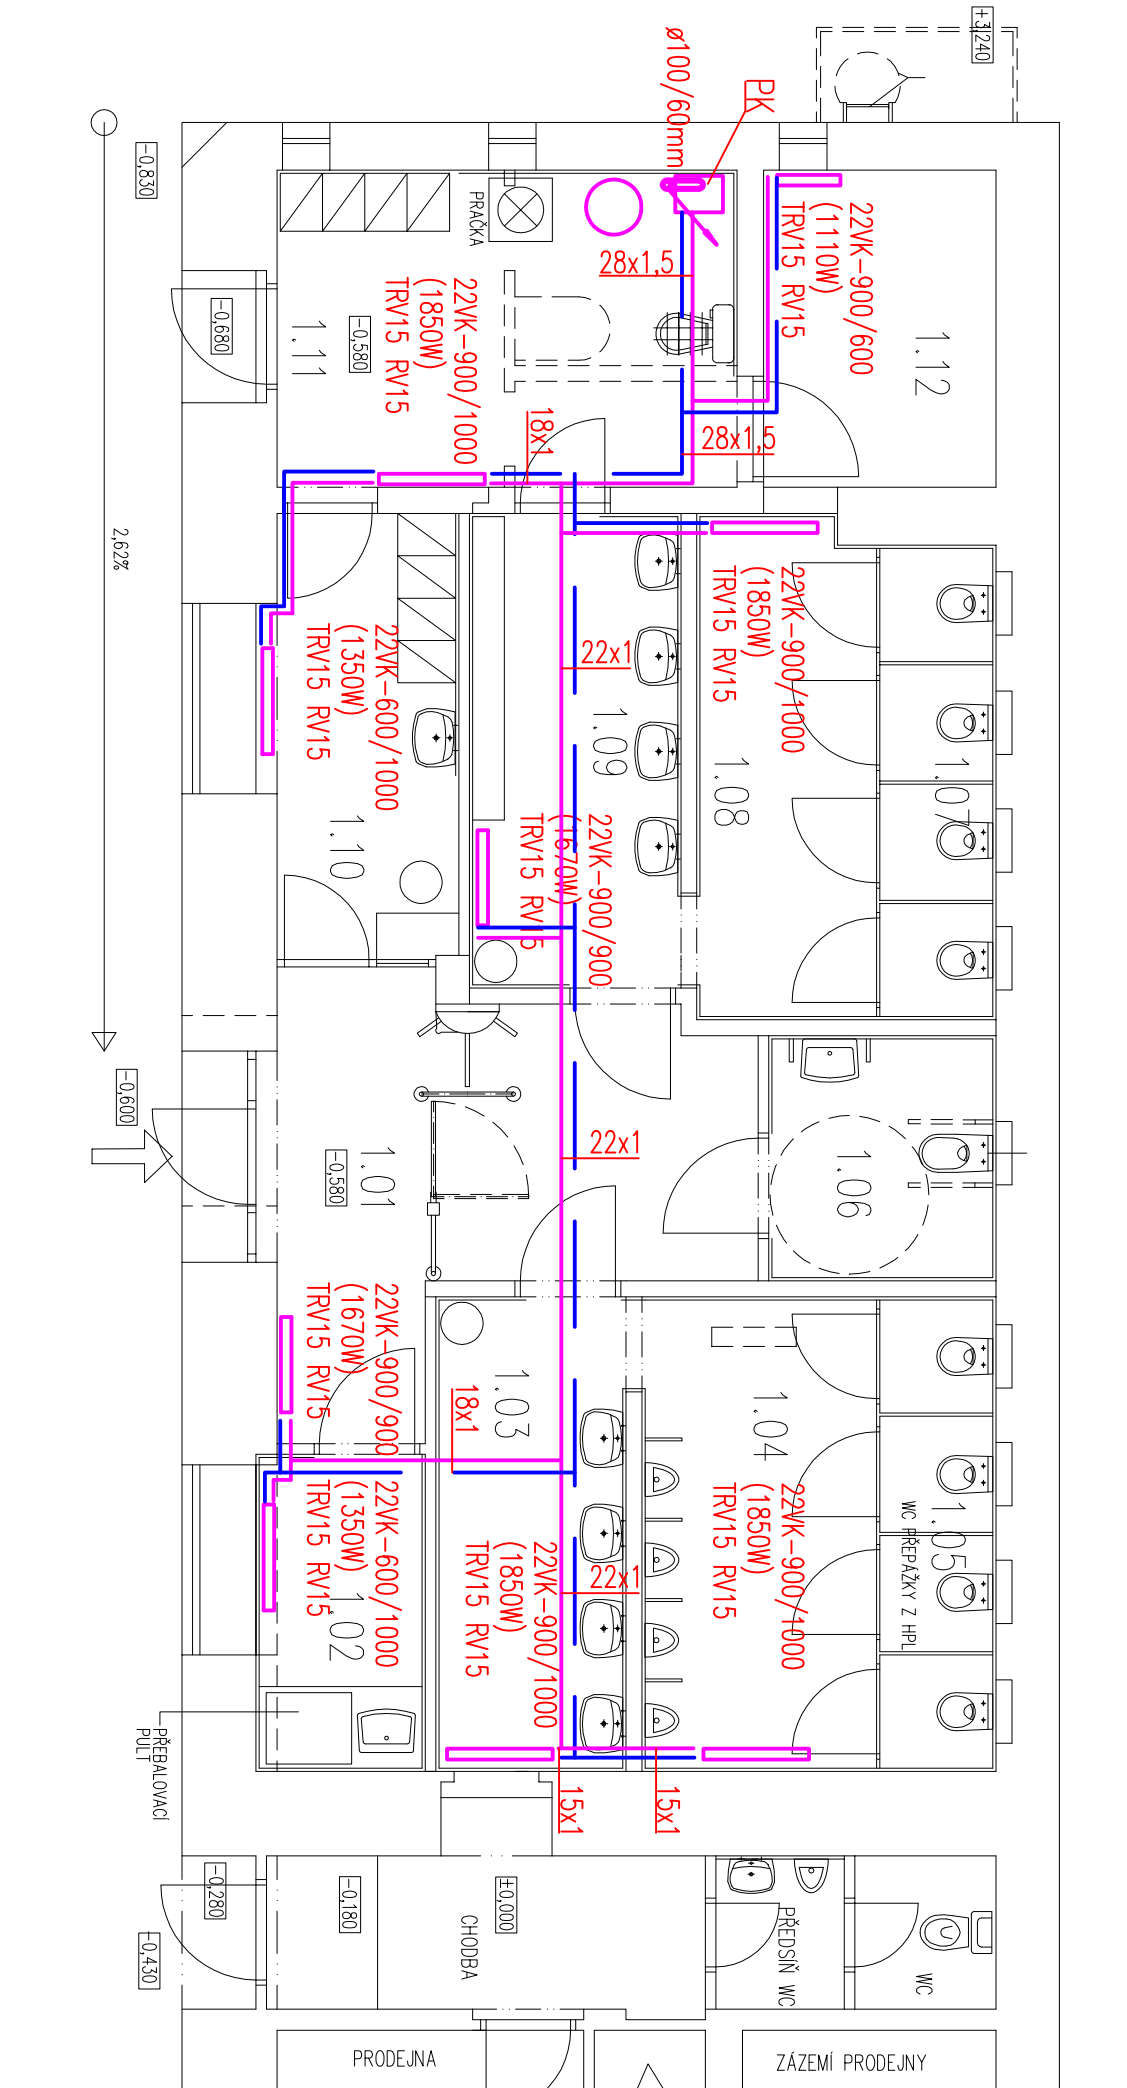 +3,240
ø100/60mm
PK
-0,830
PRAČKA
28x1,5
22VK-900/600
(1110W)
TRV15 RV15
1.12
-0,680
1.11
-0,580
22VK-900/1000
(1850W)
TRV15 RV15
18x1
28x1,5
2,62%
22VK-600/1000
(1350W)
TRV15 RV15
1.10
22x1
1.09
22VK-900/1000
(1850W)
TRV15 RV15
1.08
1.07
22VK-900/900
(1670W)
TRV15 RV15
-0,600
1.01
-0,580
22x1
1.06
22VK-900/900
(1670W)
TRV15 RV15
18x1
1.03
1.04
22VK-900/1000
(1850W)
TRV15 RV15
1.05
WC PŘEPÁŽKY Z HPL
22VK-600/1000
(1350W)
TRV15 RV15
1.02
22VK-900/1000
(1850W)
TRV15 RV15
22x1
PŘEBALOVACÍ
PULT
15x1
15x1
-0,280
-0,430
-0,180
±0,000
CHODBA
PŘEDSÍŇ WC
WC
PRODEJNA
ZÁZEMÍ PRODEJNY